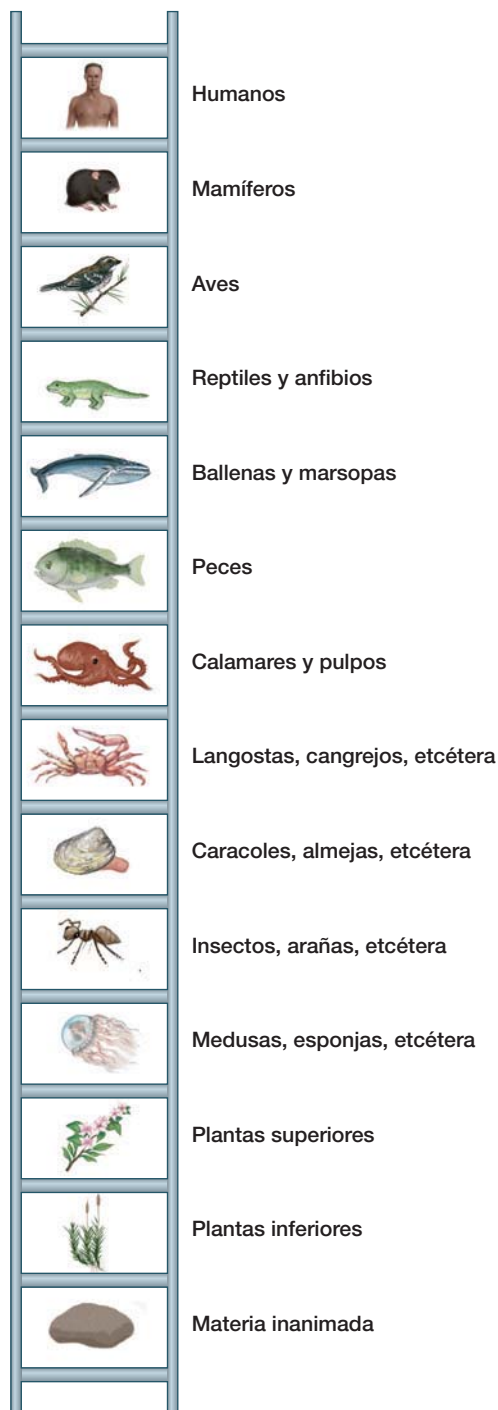 Humanos
Mamíferos
Aves
Reptiles y anfibios
Ballenas y marsopas
Peces
Calamares y pulpos
Langostas, cangrejos, etcétera
Caracoles, almejas, etcétera
Insectos, arañas, etcétera
Medusas, esponjas, etcétera
Plantas superiores
Plantas inferiores
Materia inanimada